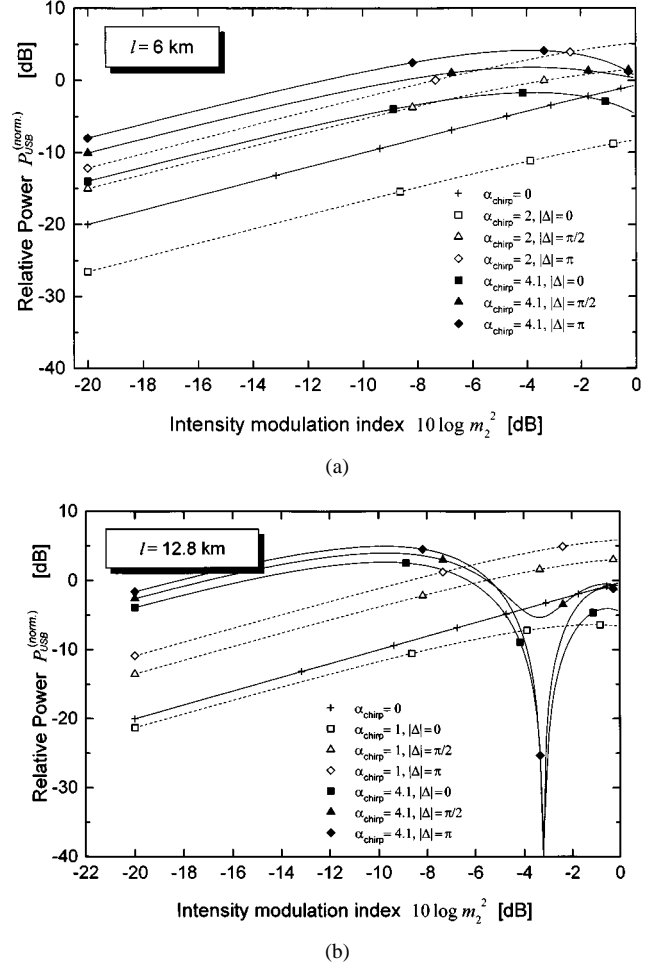 l = 6 km
Relative Power P_USB^(norm.) [dB]
10
5
0
-10
-20
-30
-40
-20 -18 -16 -14 -12 -10 -8 -6 -4 -2 0
α_chirp = 0
α_chirp = 2, |Δ| = 0
α_chirp = 2, |Δ| = π/2
α_chirp = 2, |Δ| = π
α_chirp = 4.1, |Δ| = 0
α_chirp = 4.1, |Δ| = π/2
α_chirp = 4.1, |Δ| = π
Intensity modulation index 10 log m₂² [dB]
(a)
l = 12.8 km
Relative Power P_USB^(norm.) [dB]
10
5
0
-10
-20
-30
-40
-22 -20 -18 -16 -14 -12 -10 -8 -6 -4 -2 0
α_chirp = 0
α_chirp = 1, |Δ| = 0
α_chirp = 1, |Δ| = π/2
α_chirp = 1, |Δ| = π
α_chirp = 4.1, |Δ| = 0
α_chirp = 4.1, |Δ| = π/2
α_chirp = 4.1, |Δ| = π
Intensity modulation index 10 log m₂² [dB]
(b)